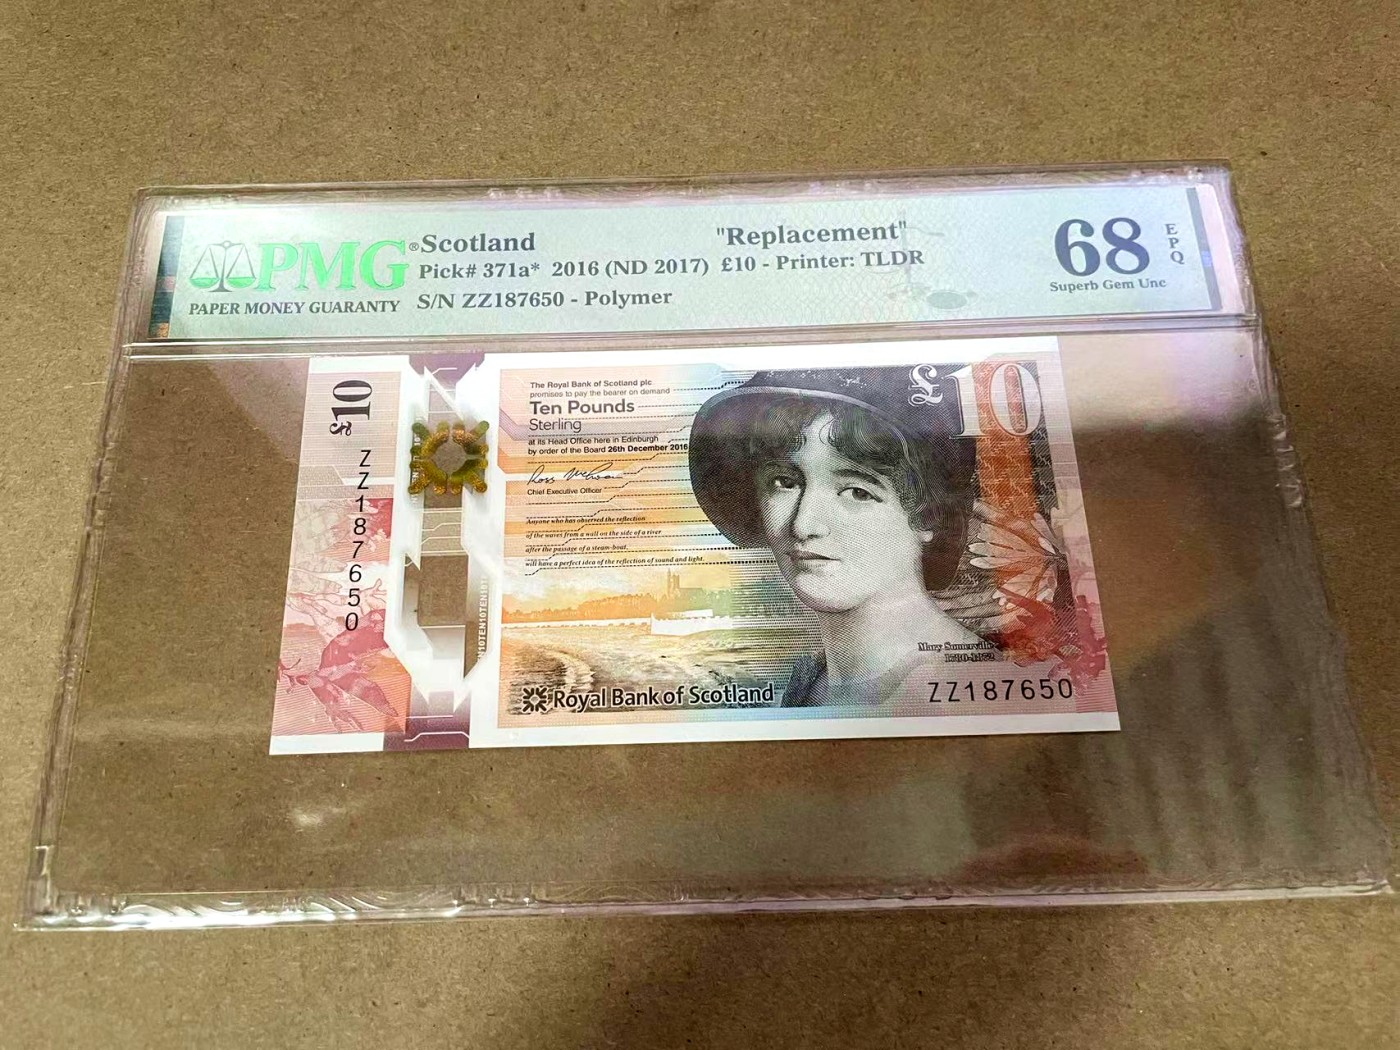 PMG®
PAPER MONEY GUARANTY
Scotland "Replacement"
Pick# 371a* 2016 (ND 2017) £10 - Printer: TLDR
S/N ZZ187650 - Polymer
68
EPQ
Superb Gem Unc
£10
ZZ187650
The Royal Bank of Scotland plc
promises to pay the bearer on demand
Ten Pounds
Sterling
at its Head Office here in Edinburgh
by order of the Board 26th December 2016
Chief Executive Officer
Anyone who has observed the reflection
of the waves from a wall on the side of a river
after the passage of a steam-boat,
will have a perfect idea of the reflection of sound and light.
£10
Mary Somerville
1780-1872
Royal Bank of Scotland
ZZ187650